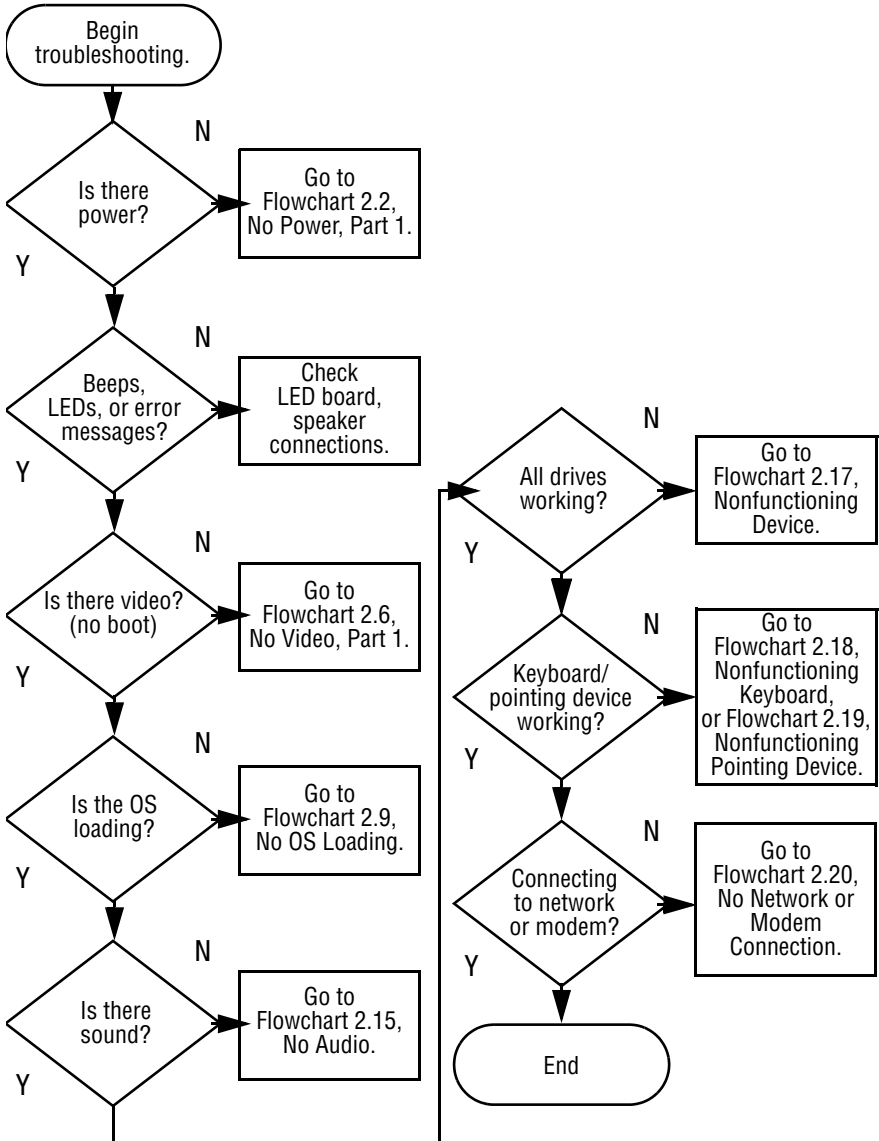 Begin
troubleshooting.
N
Is there
power?
Go to
Flowchart 2.2,
No Power, Part 1.
Y
N
Beeps,
LEDs, or error
messages?
Check
LED board,
speaker
connections.
Y
N
Is there video?
(no boot)
Go to
Flowchart 2.6,
No Video, Part 1.
Y
N
Is the OS
loading?
Go to
Flowchart 2.9,
No OS Loading.
Y
N
Is there
sound?
Go to
Flowchart 2.15,
No Audio.
Y
N
All drives
working?
Go to
Flowchart 2.17,
Nonfunctioning
Device.
Y
N
Keyboard/
pointing device
working?
Go to
Flowchart 2.18,
Nonfunctioning
Keyboard,
or Flowchart 2.19,
Nonfunctioning
Pointing Device.
Y
N
Connecting
to network
or modem?
Go to
Flowchart 2.20,
No Network or
Modem
Connection.
Y
End